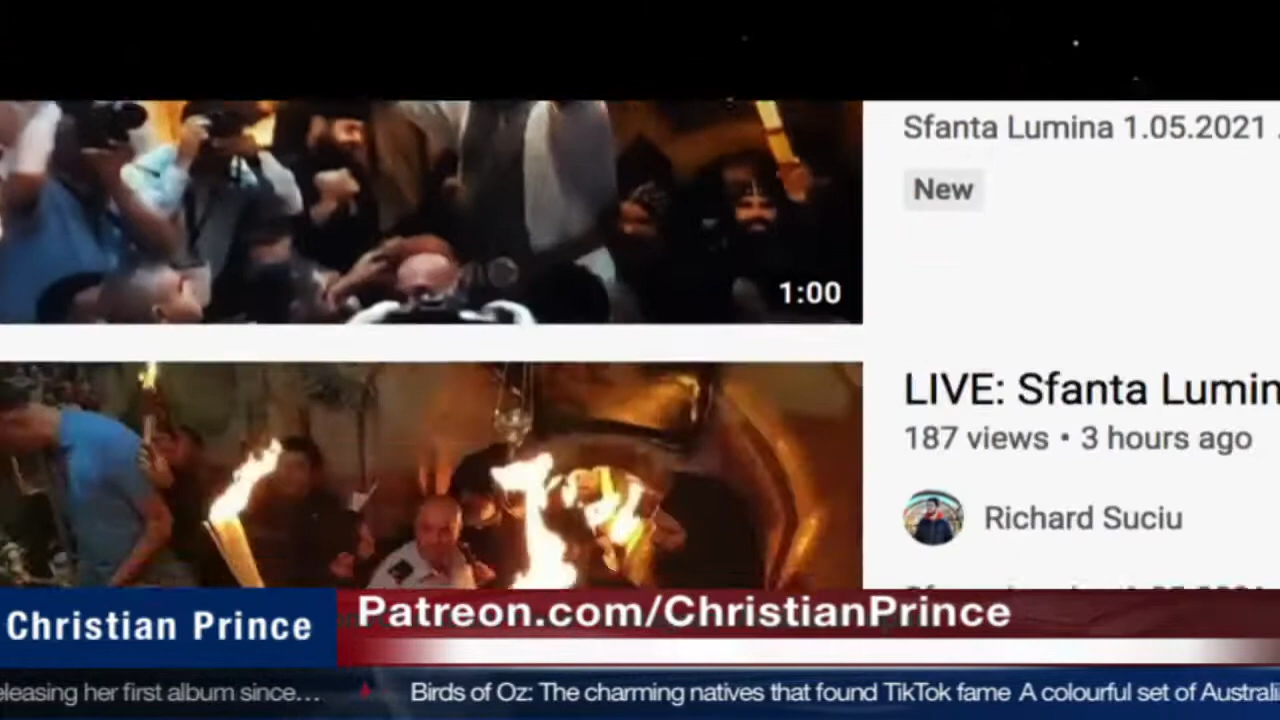 Sfanta Lumina 1.05.2021
New
1:00
LIVE: Sfanta Lumin
187 views • 3 hours ago
Richard Suciu
Christian Prince
Patreon.com/ChristianPrince
eleasing her first album since…
Birds of Oz: The charming natives that found TikTok fame A colourful set of Australi